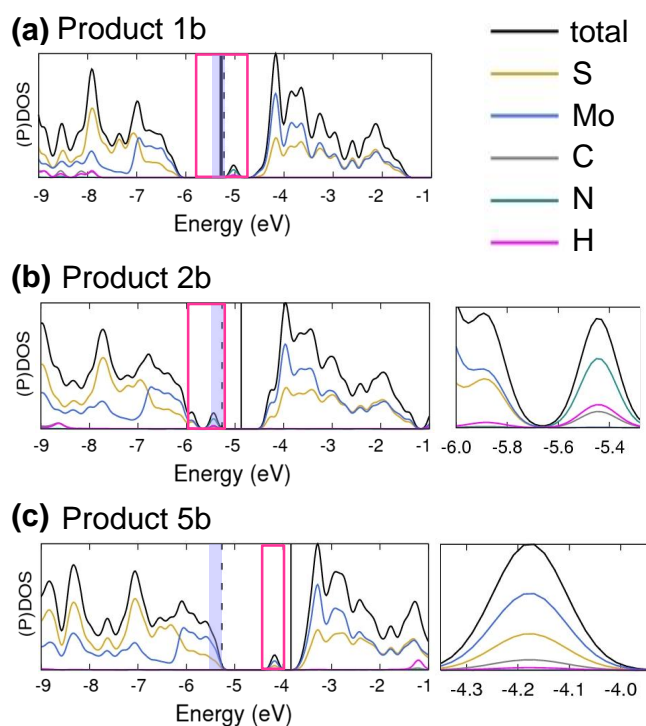 (a) Product 1b
(P)DOS
-9 -8 -7 -6 -5 -4 -3 -2 -1
Energy (eV)
total
S
Mo
C
N
H
(b) Product 2b
(P)DOS
-9 -8 -7 -6 -5 -4 -3 -2 -1
Energy (eV)
-6.0 -5.8 -5.6 -5.4
(c) Product 5b
(P)DOS
-9 -8 -7 -6 -5 -4 -3 -2 -1
Energy (eV)
-4.3 -4.2 -4.1 -4.0